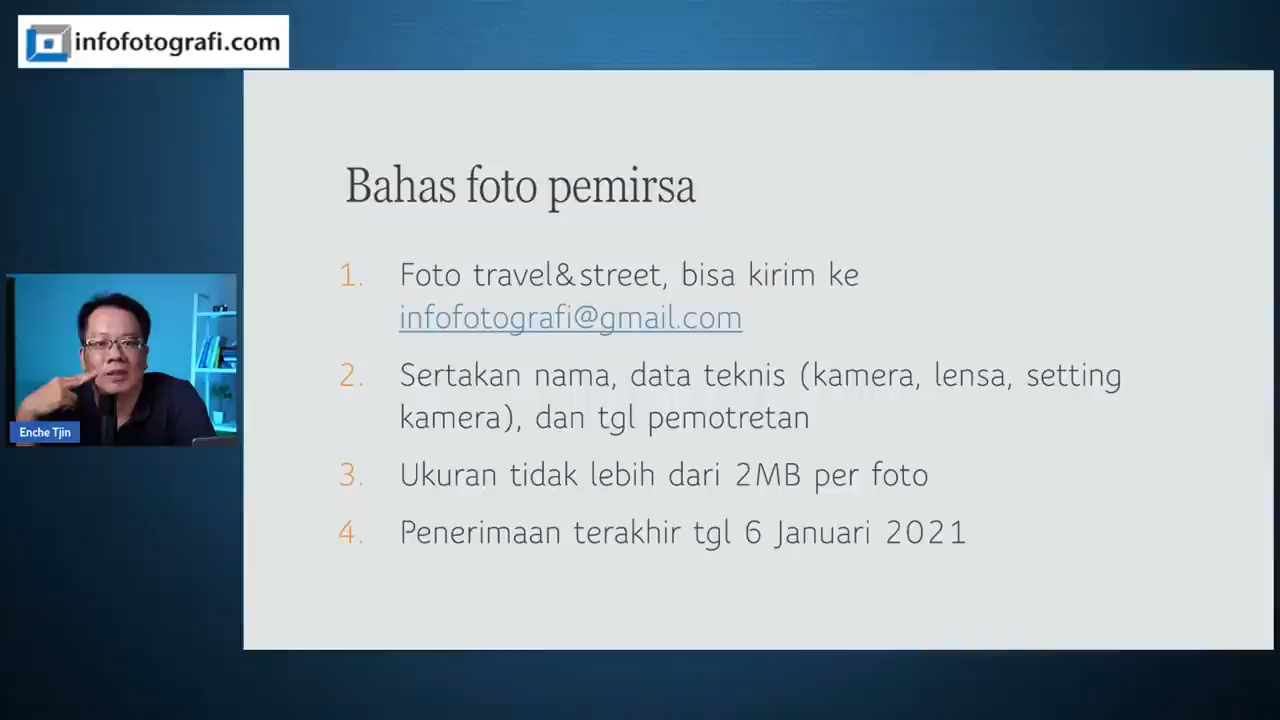 infofotografi.com
Bahas foto pemirsa
1. Foto travel&street, bisa kirim ke
infofotografi@gmail.com
2. Sertakan nama, data teknis (kamera, lensa, setting
kamera), dan tgl pemotretan
3. Ukuran tidak lebih dari 2MB per foto
4. Penerimaan terakhir tgl 6 Januari 2021
Enche Tjin